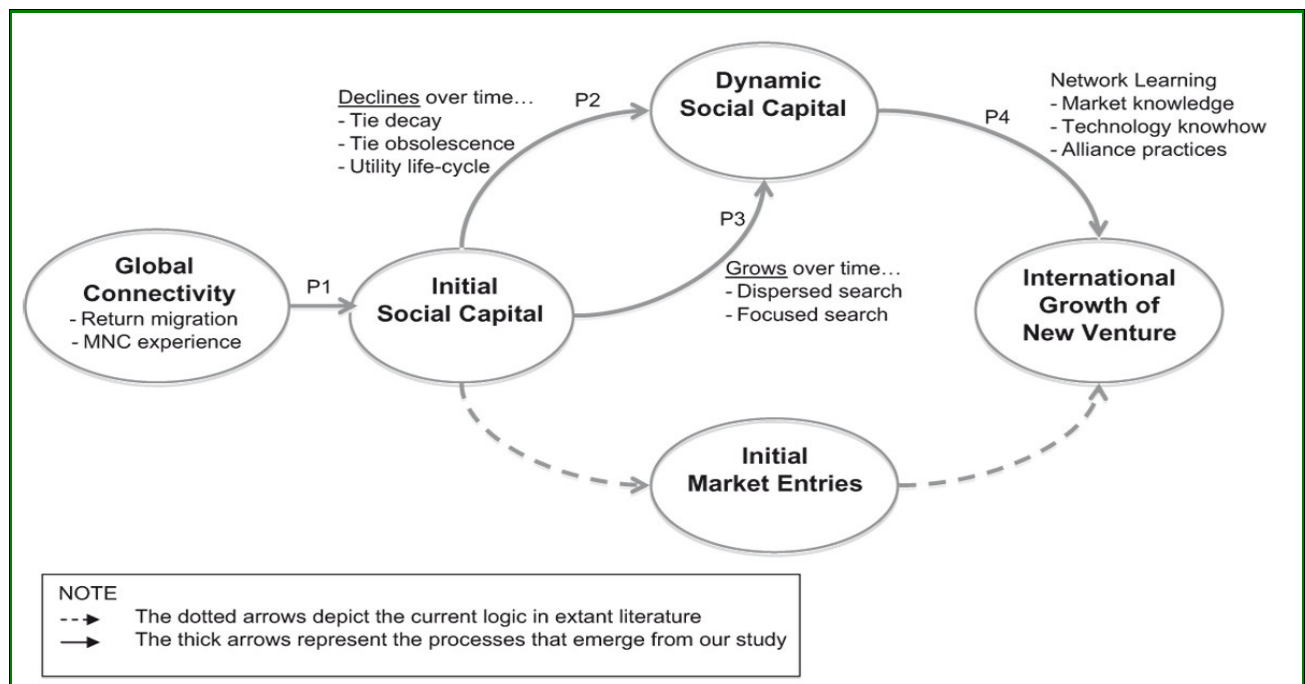 Dynamic
Social Capital
Declines over time…
- Tie decay
- Tie obsolescence
- Utility life-cycle
P2
Network Learning
- Market knowledge
- Technology knowhow
- Alliance practices
P4
P3
Global
Connectivity
- Return migration
- MNC experience
P1
Initial
Social Capital
Grows over time…
- Dispersed search
- Focused search
International
Growth of
New Venture
Initial
Market Entries
NOTE
The dotted arrows depict the current logic in extant literature
The thick arrows represent the processes that emerge from our study